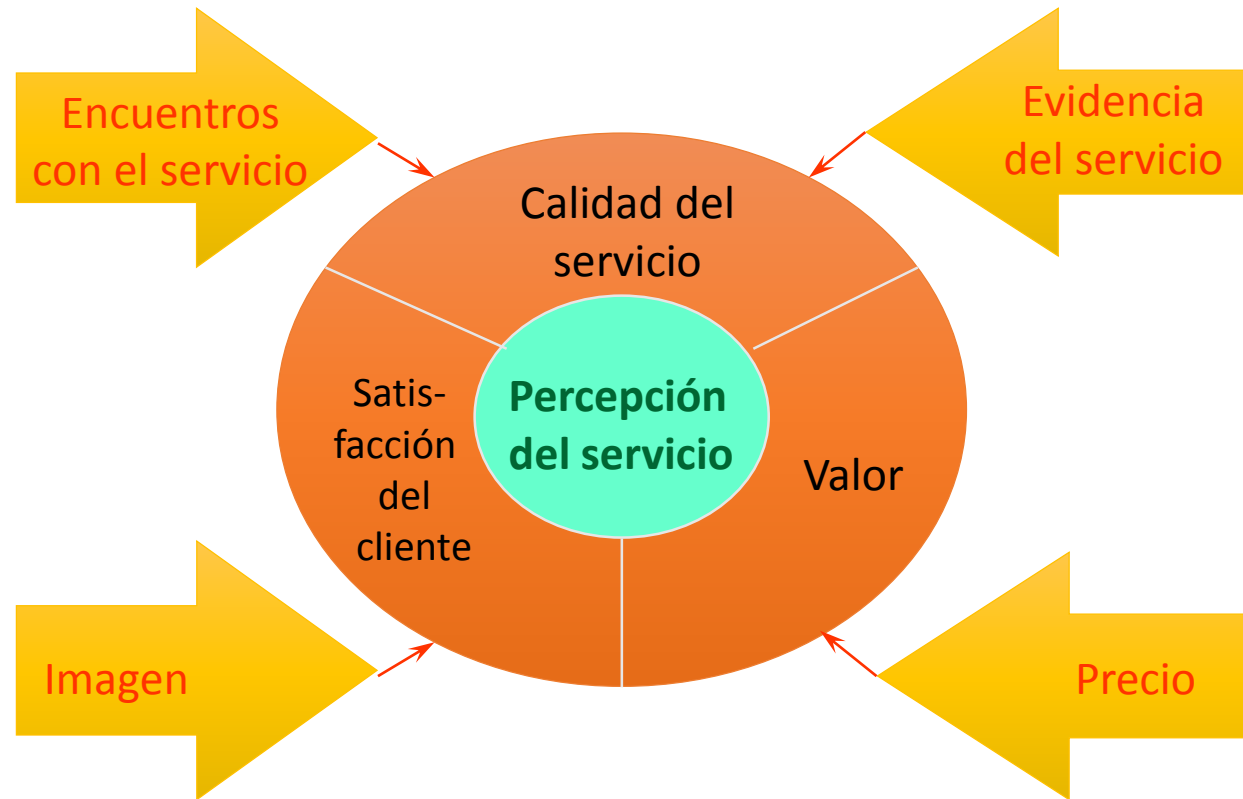 Encuentros
con el servicio
Evidencia
del servicio
Calidad del
servicio
Satis-
facción
del
cliente
Percepción
del servicio
Valor
Imagen
Precio